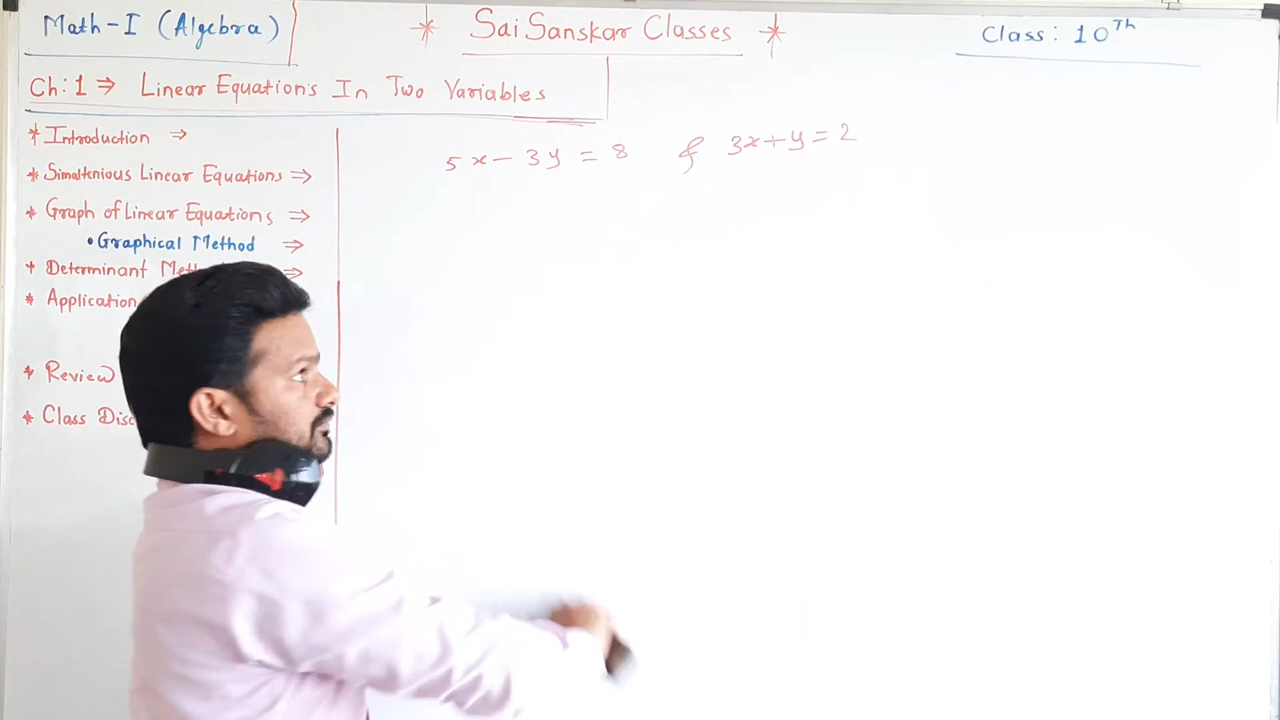 Math-I (Algebra)
* Sai Sanskar Classes *
Class: 10Th
Ch:1 ⇒ Linear Equations In Two Variables
* Introduction ⇒
* Simaltenious Linear Equations ⇒
* Graph of Linear Equations ⇒
• Graphical Method ⇒
* Determinant ⇒
* Application
* Review
* Class
5x - 3y = 8 & 3x + y = 2